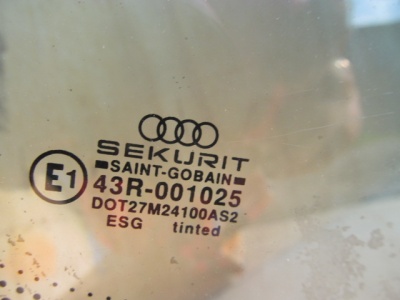 SEKURIT
SAINT-GOBAIN
E1
43R-001025
DOT27M24100AS2
ESG tinted